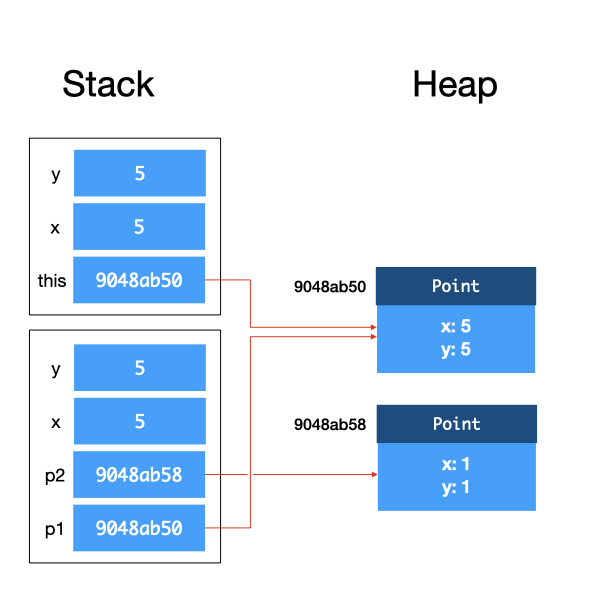 Stack
Heap
y 5
x 5
this 9048ab50
9048ab50 Point
x: 5
y: 5
y 5
x 5
p2 9048ab58
p1 9048ab50
9048ab58 Point
x: 1
y: 1